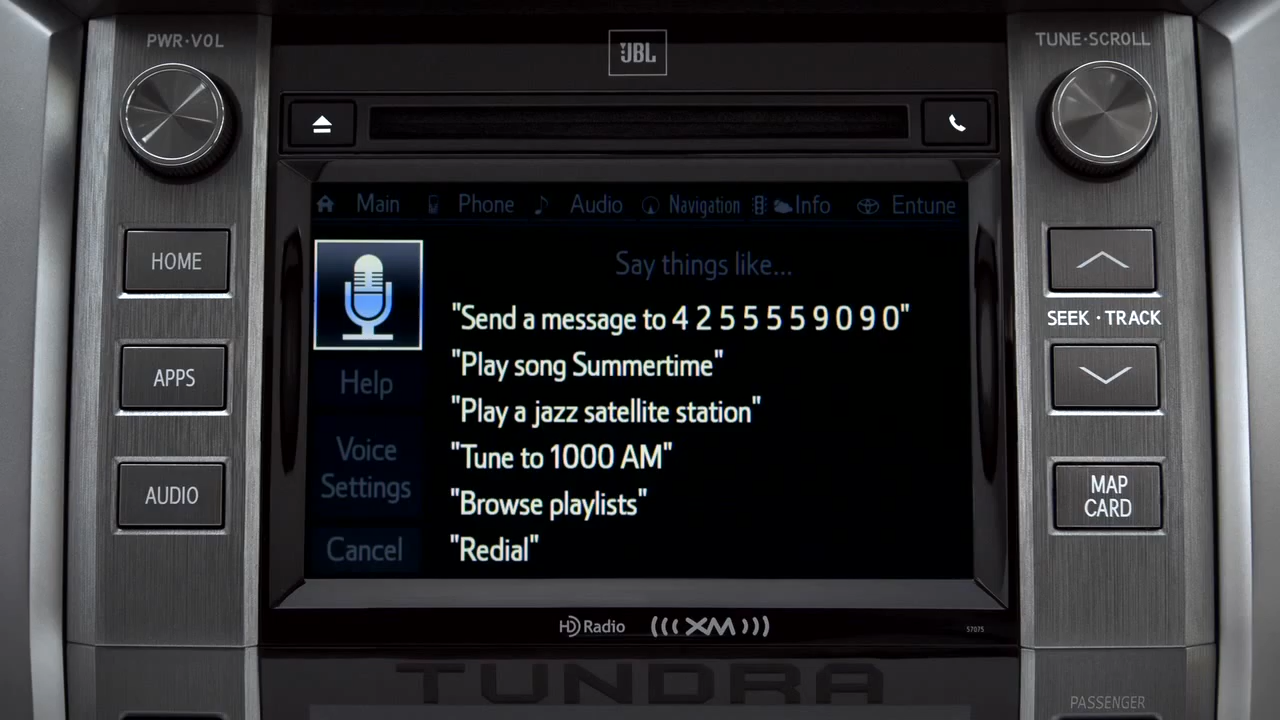 PWR·VOL
JBL
TUNE·SCROLL
Main Phone Audio Navigation Info Entune
HOME
Say things like...
"Send a message to 4 2 5 5 5 5 9 0 9 0"
SEEK · TRACK
"Play song Summertime"
APPS
Help
"Play a jazz satellite station"
Voice
Settings
"Tune to 1000 AM"
AUDIO
"Browse playlists"
MAP
CARD
Cancel
"Redial"
HD Radio
XM
57075
TUNDRA
PASSENGER